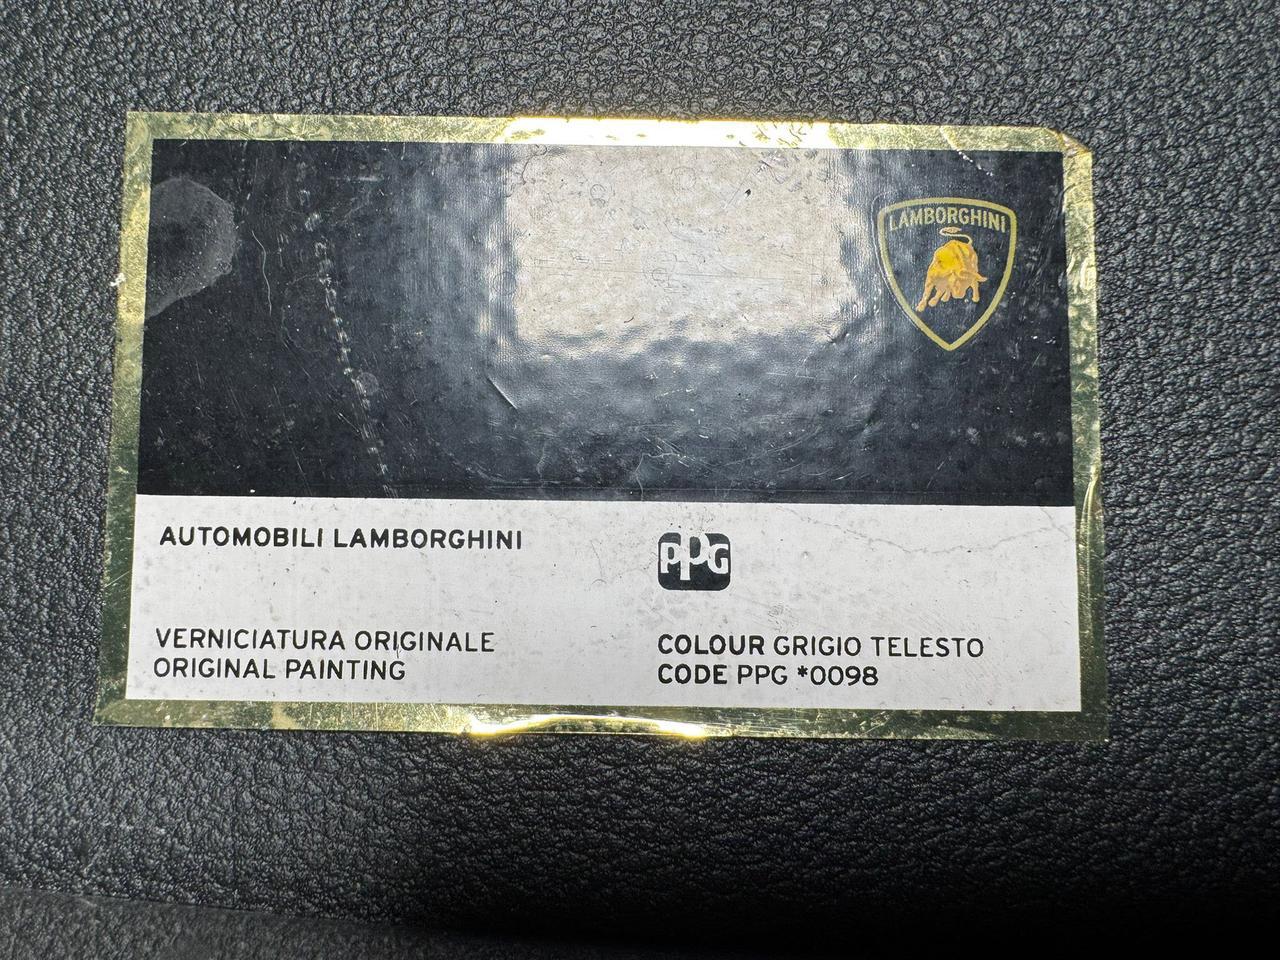 LAMBORGHINI
AUTOMOBILI LAMBORGHINI
PPG
VERNICIATURA ORIGINALE
ORIGINAL PAINTING
COLOUR GRIGIO TELESTO
CODE PPG *0098